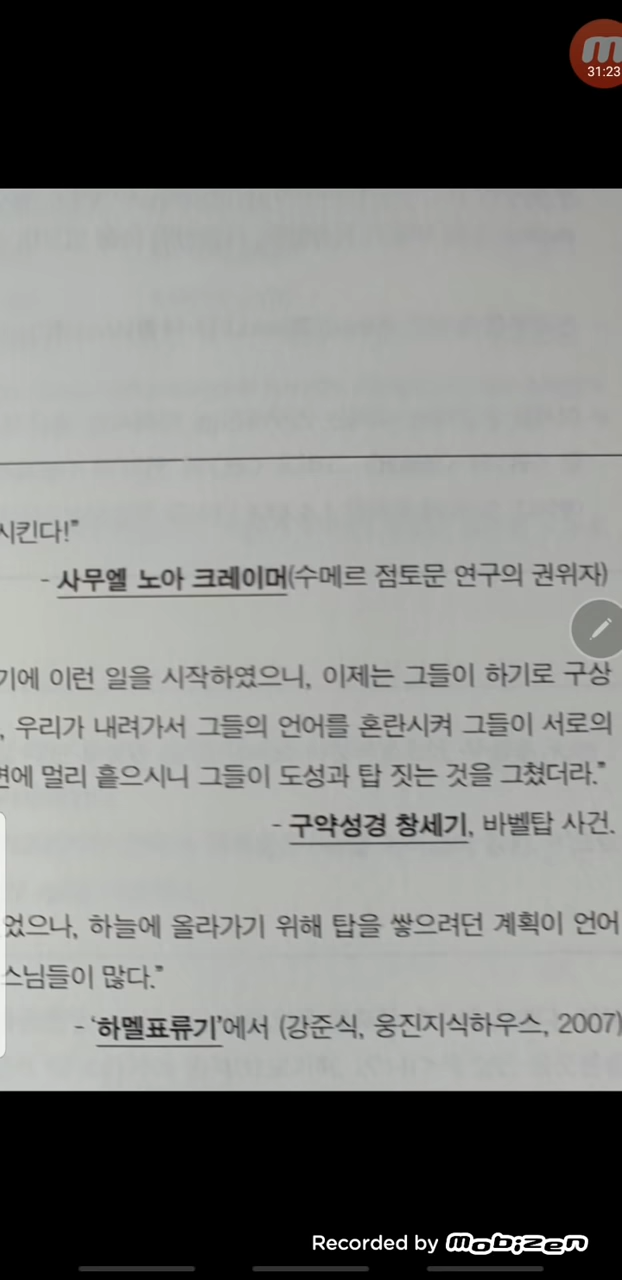 31:23
시킨다!”
- 사무엘 노아 크레이머(수메르 점토문 연구의 권위자)
기에 이런 일을 시작하였으니, 이제는 그들이 하기로 구상
, 우리가 내려가서 그들의 언어를 혼란시켜 그들이 서로의
면에 멀리 흩으시니 그들이 도성과 탑 짓는 것을 그쳤더라.”
- 구약성경 창세기, 바벨탑 사건.
었으나, 하늘에 올라가기 위해 탑을 쌓으려던 계획이 언어
스님들이 많다.”
- ‘하멜표류기’에서 (강준식, 웅진지식하우스, 2007)
Recorded by mobizen